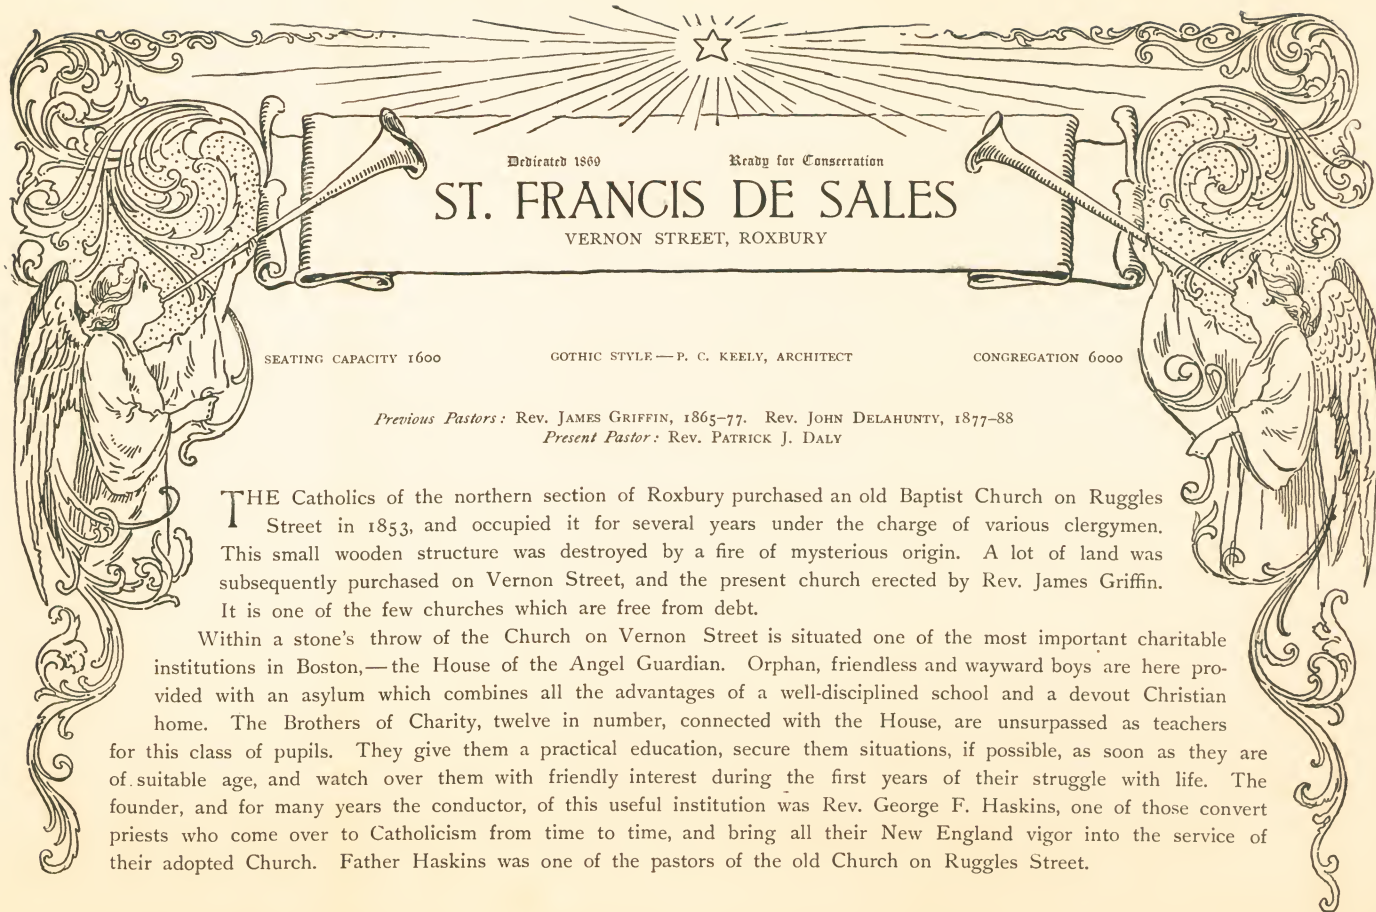 Dedicated 1869 Ready for Consecration
ST. FRANCIS DE SALES
VERNON STREET, ROXBURY
SEATING CAPACITY 1600 GOTHIC STYLE — P. C. KEELY, ARCHITECT CONGREGATION 6000
Previous Pastors: Rev. James Griffin, 1865–77. Rev. John Delahunty, 1877–88
Present Pastor: Rev. Patrick J. Daly
THE Catholics of the northern section of Roxbury purchased an old Baptist Church on Ruggles
Street in 1853, and occupied it for several years under the charge of various clergymen.
This small wooden structure was destroyed by a fire of mysterious origin. A lot of land was
subsequently purchased on Vernon Street, and the present church erected by Rev. James Griffin.
It is one of the few churches which are free from debt.
Within a stone's throw of the Church on Vernon Street is situated one of the most important charitable
institutions in Boston,—the House of the Angel Guardian. Orphan, friendless and wayward boys are here pro-
vided with an asylum which combines all the advantages of a well-disciplined school and a devout Christian
home. The Brothers of Charity, twelve in number, connected with the House, are unsurpassed as teachers
for this class of pupils. They give them a practical education, secure them situations, if possible, as soon as they are
of suitable age, and watch over them with friendly interest during the first years of their struggle with life. The
founder, and for many years the conductor, of this useful institution was Rev. George F. Haskins, one of those convert
priests who come over to Catholicism from time to time, and bring all their New England vigor into the service of
their adopted Church. Father Haskins was one of the pastors of the old Church on Ruggles Street.